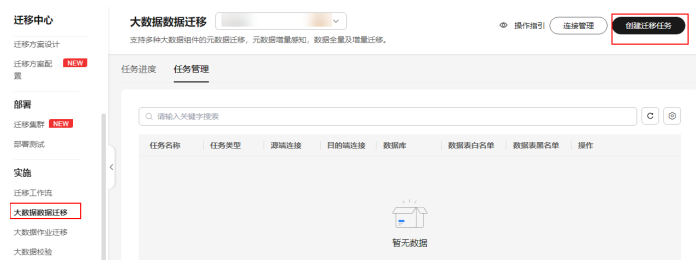 迁移中心
迁移方案设计
迁移方案配置 NEW
部署
迁移集群 NEW
部署测试
实施
迁移工作流
大数据数据迁移
大数据作业迁移
大数据校验
大数据数据迁移
操作指引 连接管理 创建迁移任务
支持多种大数据组件的元数据迁移，元数据增量感知，数据全量及增量迁移。
任务进度 任务管理
请输入关键字搜索
任务名称 任务类型 源端连接 目的端连接 数据库 数据表白名单 数据表黑名单 操作
暂无数据